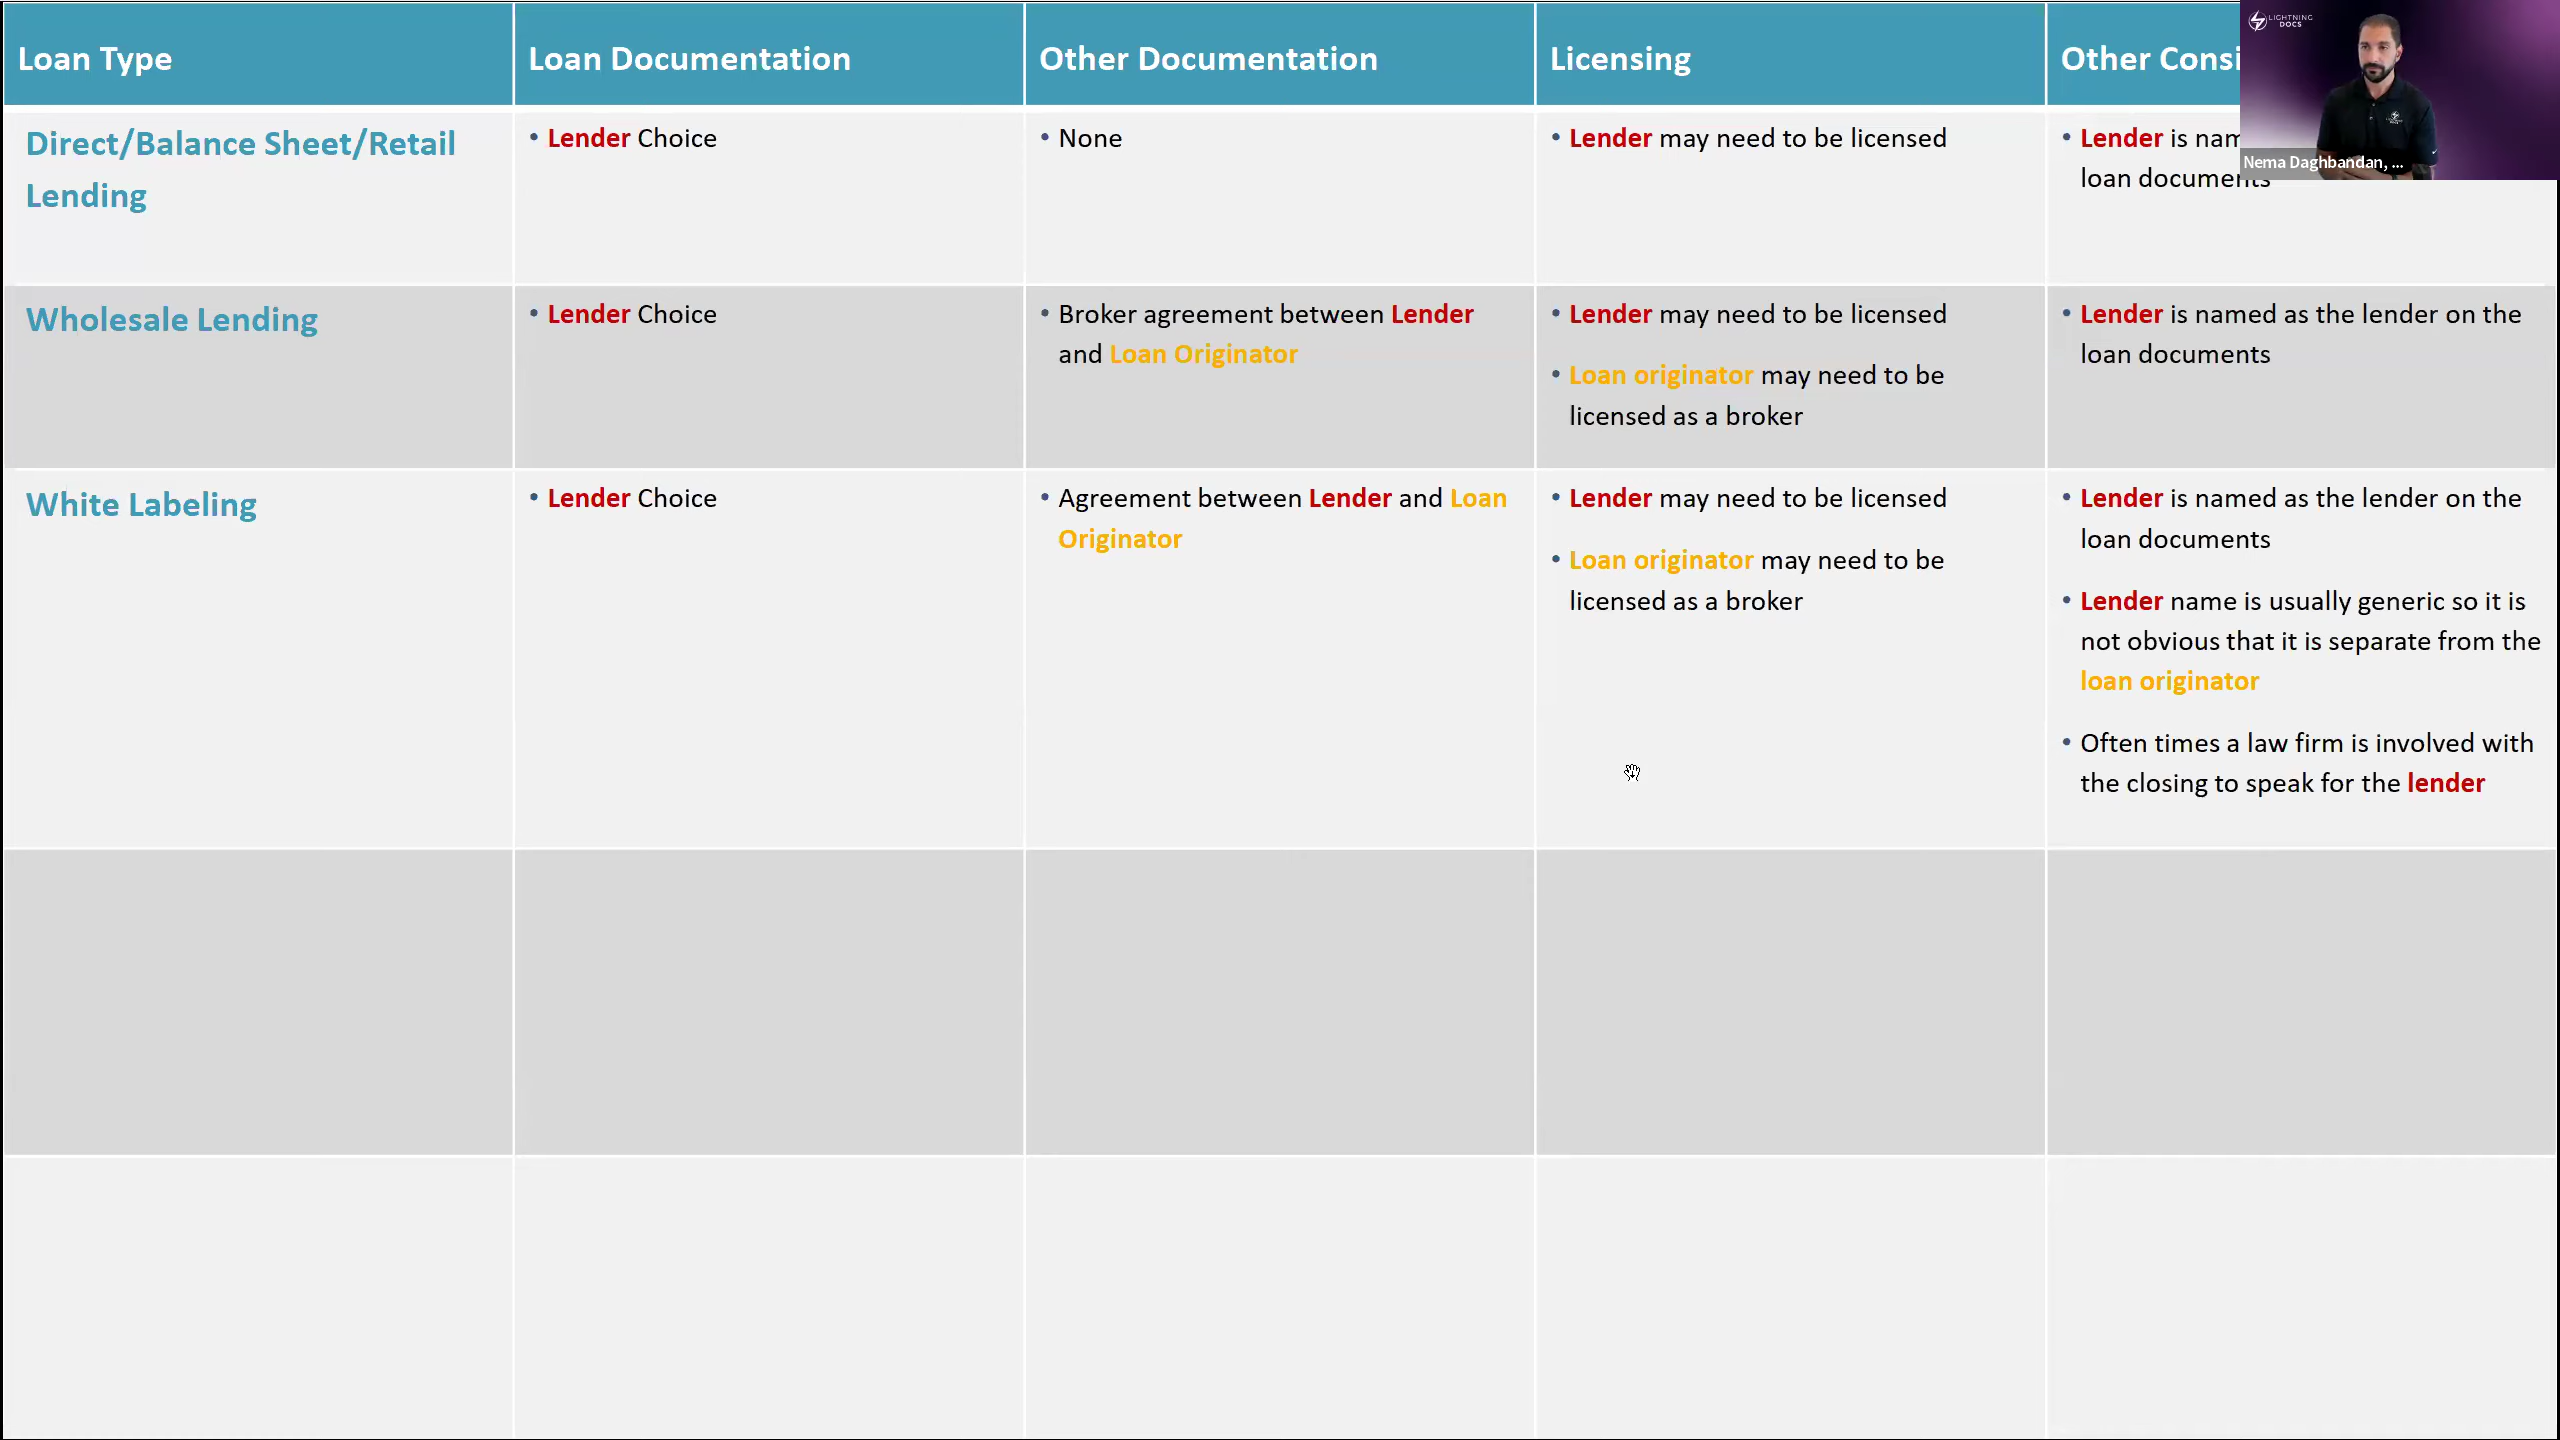 Loan Type
Loan Documentation
Other Documentation
Licensing
Other Consi
LIGHTNING
DOCS
Nema Daghbandan, ...
Direct/Balance Sheet/Retail
Lending
• Lender Choice
• None
• Lender may need to be licensed
• Lender is nam
loan documents
Wholesale Lending
• Lender Choice
• Broker agreement between Lender
and Loan Originator
• Lender may need to be licensed
• Loan originator may need to be
licensed as a broker
• Lender is named as the lender on the
loan documents
White Labeling
• Lender Choice
• Agreement between Lender and Loan
Originator
• Lender may need to be licensed
• Loan originator may need to be
licensed as a broker
• Lender is named as the lender on the
loan documents
• Lender name is usually generic so it is
not obvious that it is separate from the
loan originator
• Often times a law firm is involved with
the closing to speak for the lender